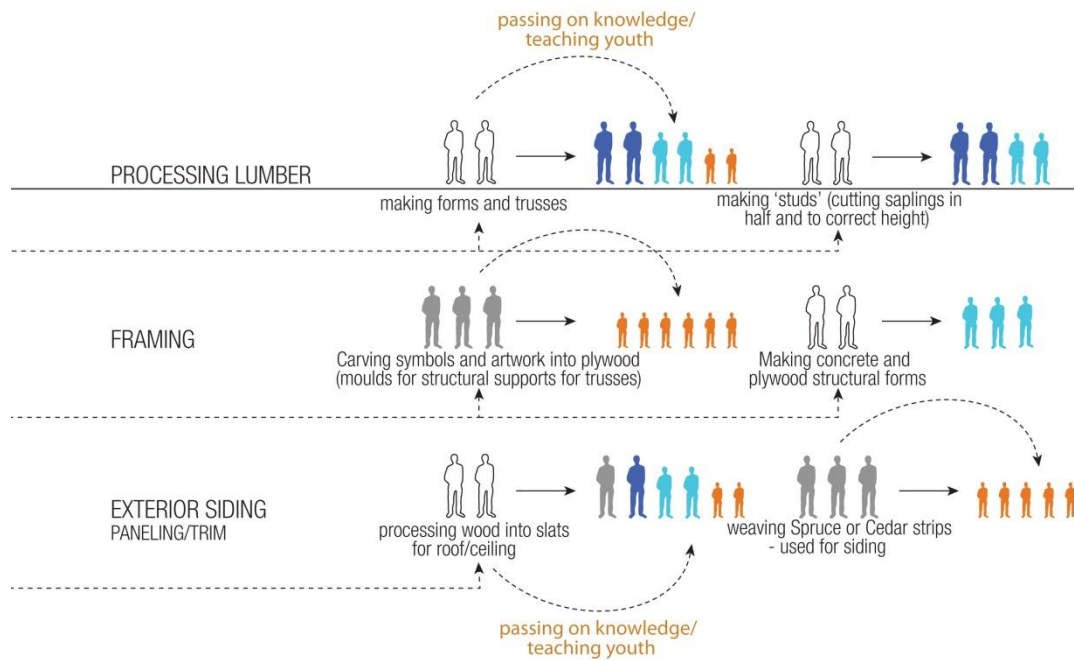 passing on knowledge/
teaching youth
PROCESSING LUMBER
making forms and trusses
making ‘studs’ (cutting saplings in
half and to correct height)
FRAMING
Carving symbols and artwork into plywood
(moulds for structural supports for trusses)
Making concrete and
plywood structural forms
EXTERIOR SIDING
PANELING/TRIM
processing wood into slats
for roof/ceiling
weaving Spruce or Cedar strips
- used for siding
passing on knowledge/
teaching youth